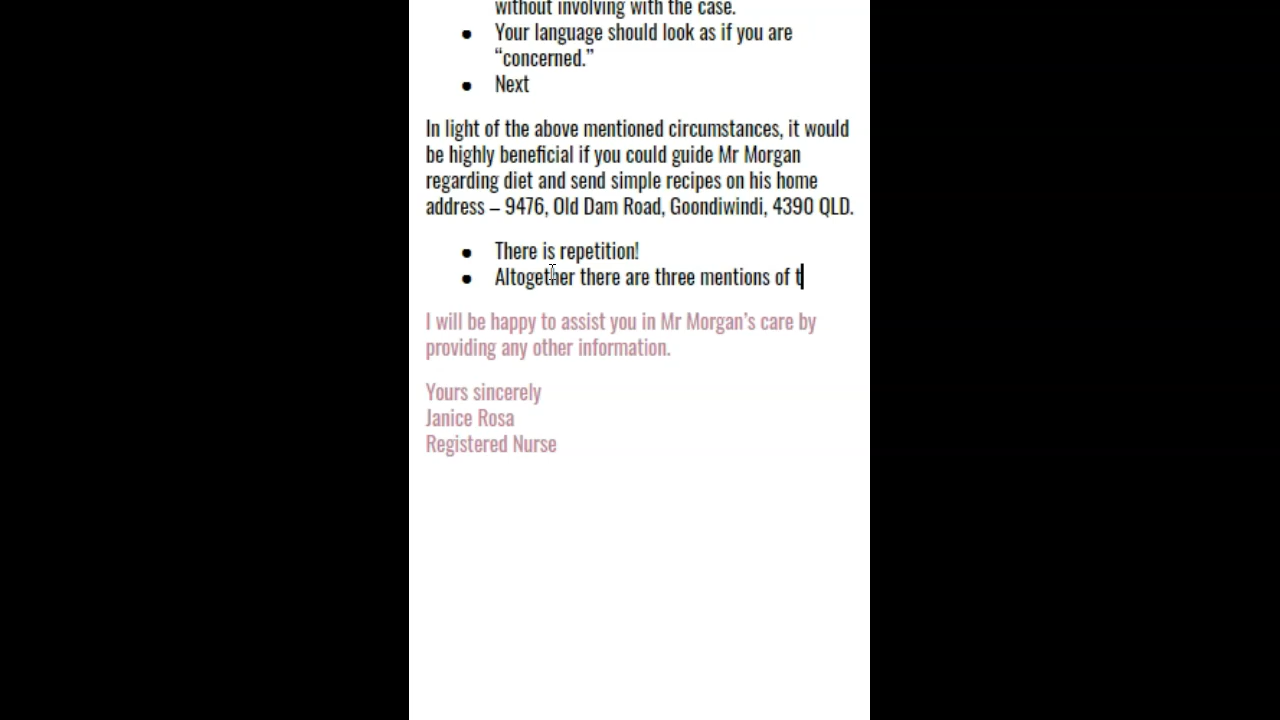 without involving with the case.
● Your language should look as if you are
“concerned.”
● Next
In light of the above mentioned circumstances, it would
be highly beneficial if you could guide Mr Morgan
regarding diet and send simple recipes on his home
address – 9476, Old Dam Road, Goondiwindi, 4390 QLD.
● There is repetition!
● Altogether there are three mentions of t
I will be happy to assist you in Mr Morgan’s care by
providing any other information.
Yours sincerely
Janice Rosa
Registered Nurse